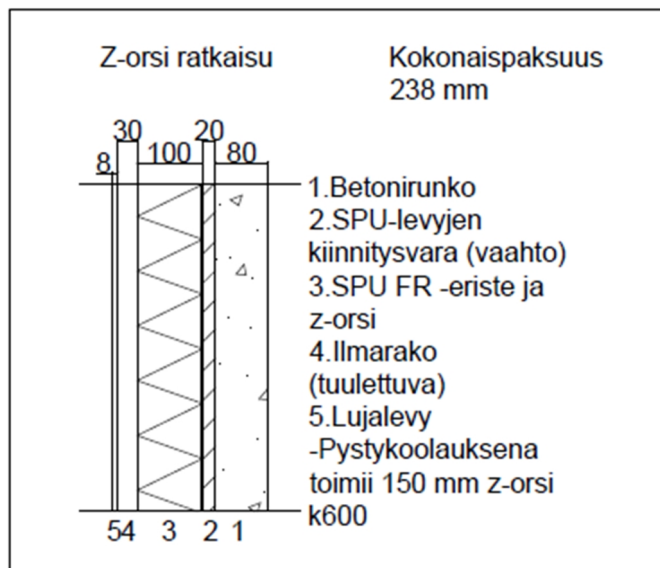 Z-orsi ratkaisu
Kokonaispaksuus
238 mm
30
20
8
100
80
1.Betonirunko
2.SPU-levyjen
kiinnitysvara (vaahto)
3.SPU FR -eriste ja
z-orsi
4.Ilmarako
(tuulettuva)
5.Lujalevy
-Pystykoolauksena
toimii 150 mm z-orsi
k600
54 3 2 1